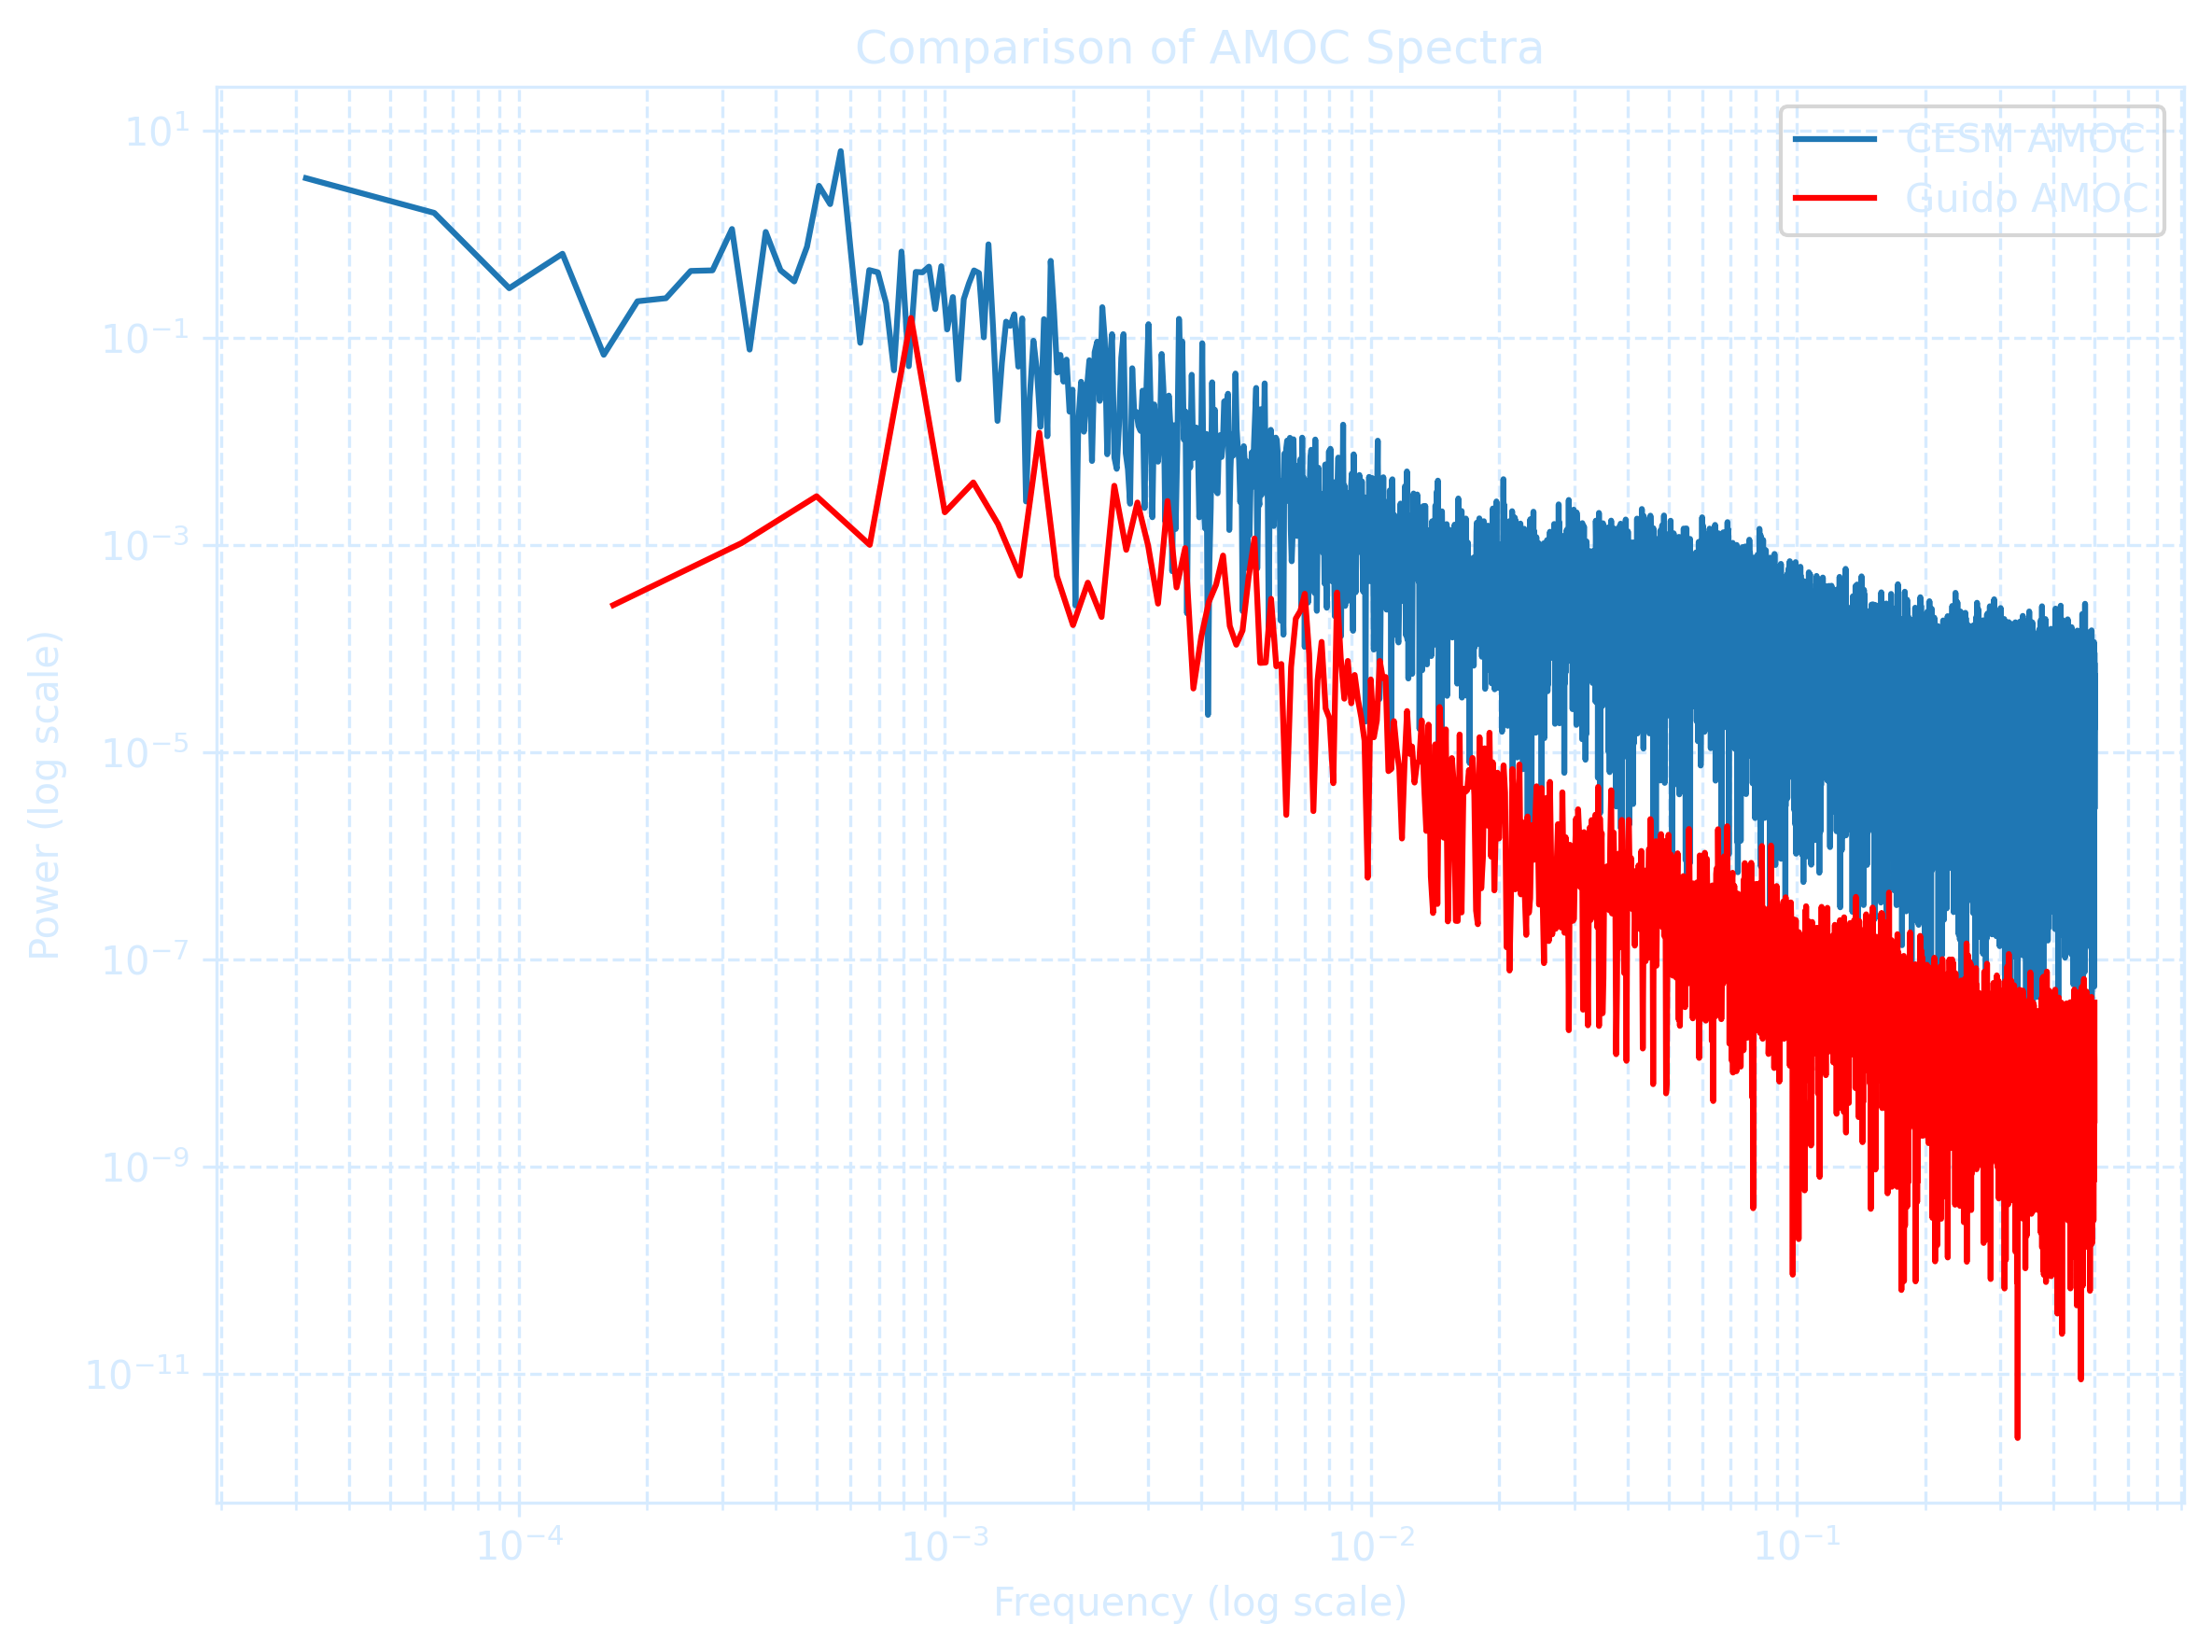 Comparison of AMOC Spectra
CESM AMOC
Guido AMOC
10¹
10⁻¹
10⁻³
10⁻⁵
10⁻⁷
10⁻⁹
10⁻¹¹
Power (log scale)
10⁻⁴ 10⁻³ 10⁻² 10⁻¹
Frequency (log scale)